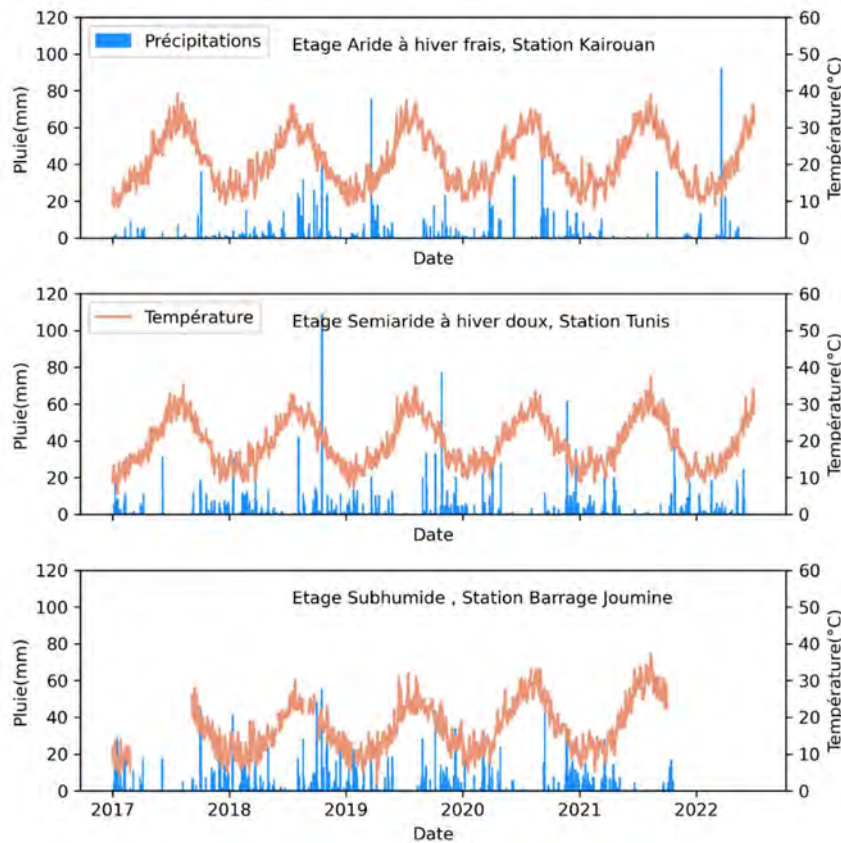 120
100
80
60
40
20
0
Pluie(mm)
Précipitations
Etage Aride à hiver frais, Station Kairouan
60
50
40
30
20
10
0
Température(°C)
Date
120
100
80
60
40
20
0
Pluie(mm)
Température
Etage Semiaride à hiver doux, Station Tunis
60
50
40
30
20
10
0
Température(°C)
Date
120
100
80
60
40
20
0
Pluie(mm)
Etage Subhumide , Station Barrage Joumine
60
50
40
30
20
10
0
Température(°C)
2017 2018 2019 2020 2021 2022
Date